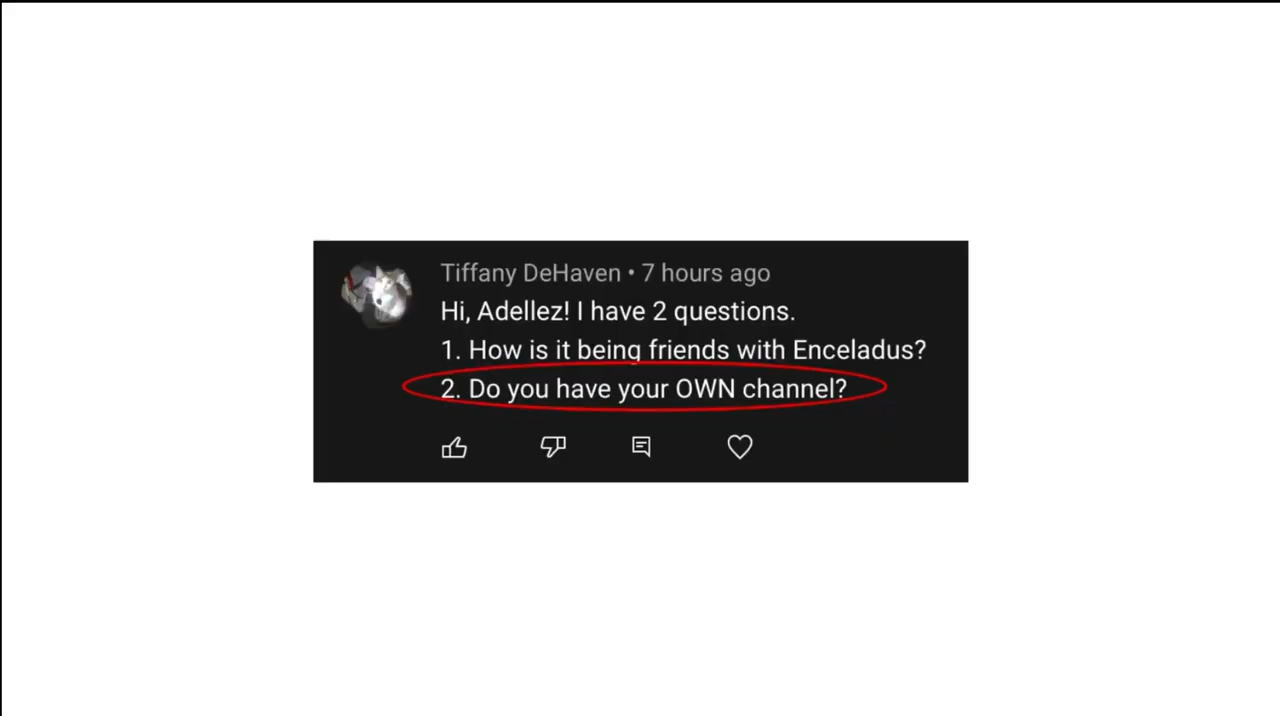 Tiffany DeHaven • 7 hours ago
Hi, Adellez! I have 2 questions.
1. How is it being friends with Enceladus?
2. Do you have your OWN channel?